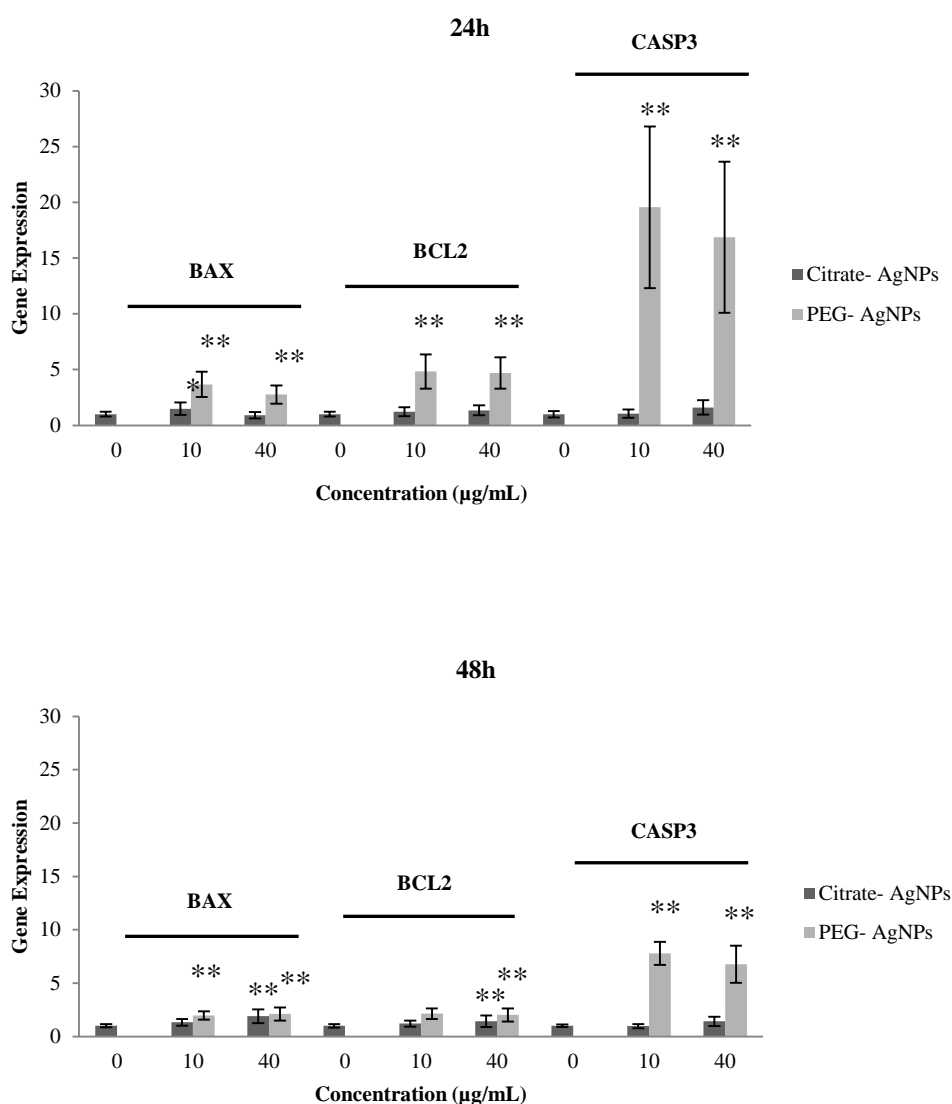 24h
CASP3
BCL2
BAX
30
25
20
15
10
5
0
Gene Expression
**
**
**
**
**
**
*
0 10 40 0 10 40 0 10 40
Concentration (µg/mL)
Citrate- AgNPs
PEG- AgNPs
48h
CASP3
BCL2
BAX
30
25
20
15
10
5
0
Gene Expression
** **
** ** ** ** **
0 10 40 0 10 40 0 10 40
Concentration (µg/mL)
Citrate- AgNPs
PEG- AgNPs